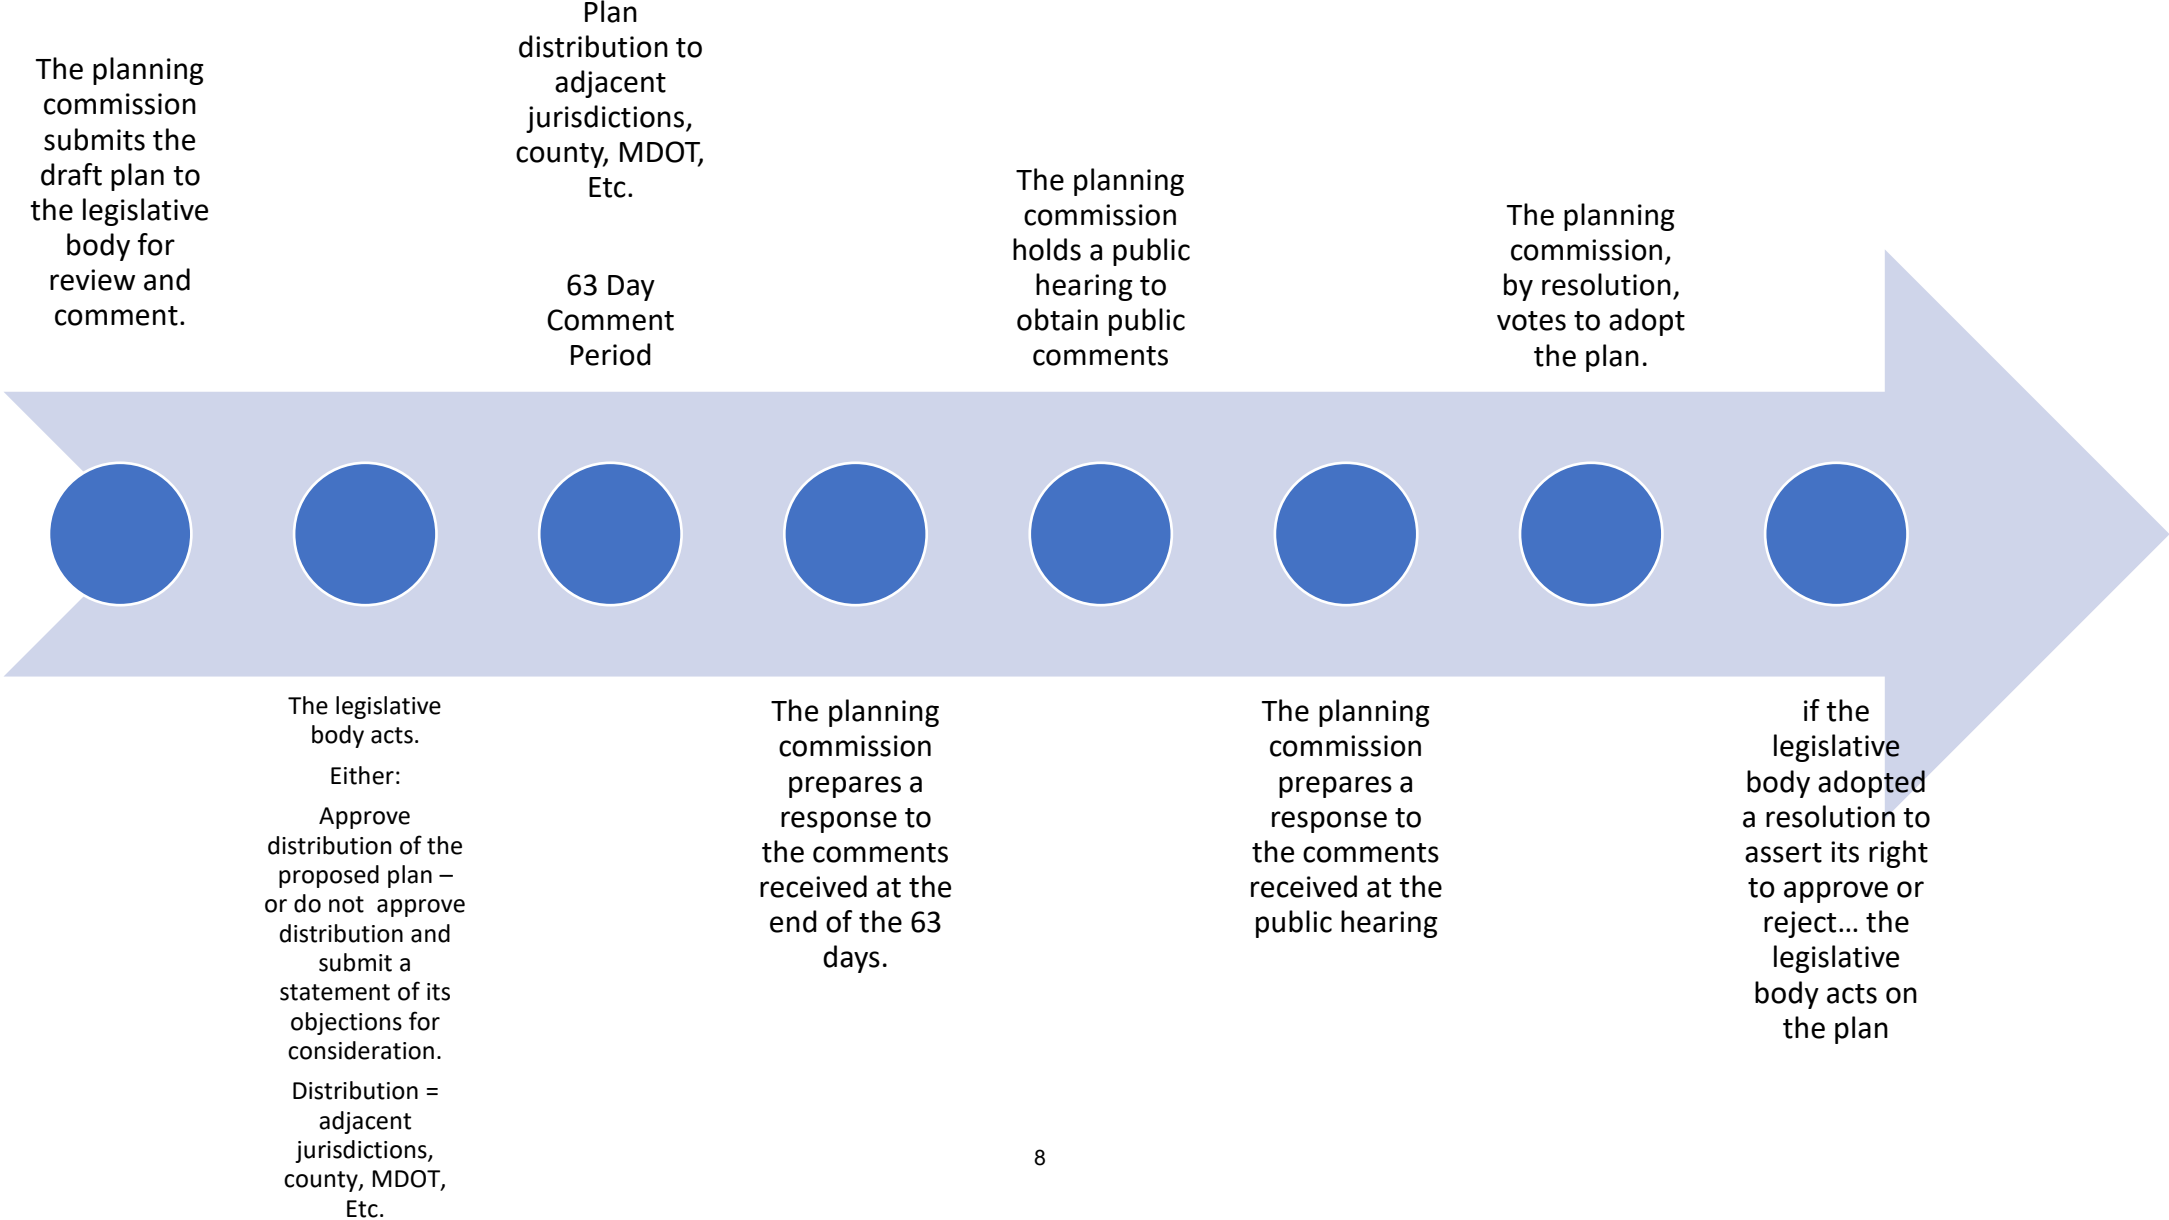 The planning
commission
submits the
draft plan to
the legislative
body for
review and
comment.
The legislative
body acts.
Either:
Approve
distribution of the
proposed plan –
or do not  approve
distribution and
submit a
statement of its
objections for
consideration.
Distribution =
adjacent
jurisdictions,
county, MDOT,
Etc.
Plan
distribution to
adjacent
jurisdictions,
county, MDOT,
Etc.
63 Day
Comment
Period
The planning
commission
prepares a
response to
the comments
received at the
end of the 63
days.
The planning
commission
holds a public
hearing to
obtain public
comments
The planning
commission
prepares a
response to
the comments
received at the
public hearing
The planning
commission,
by resolution,
votes to adopt
the plan.
if the
legislative
body adopted
a resolution to
assert its right
to approve or
reject… the
legislative
body acts on
the plan
8